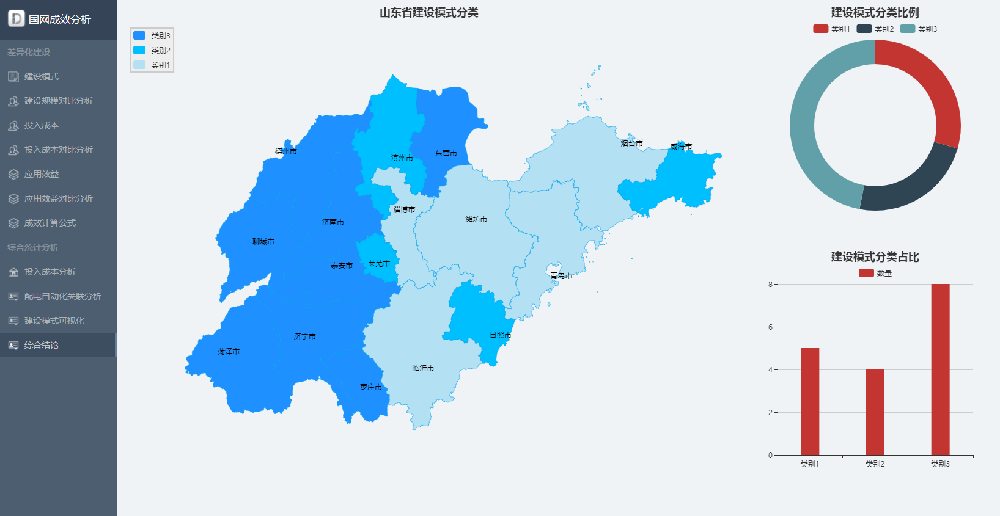 国网成效分析
差异化建设
建设模式
建设规模对比分析
投入成本
投入成本对比分析
应用效益
应用效益对比分析
成效计算公式
综合统计分析
投入成本分析
配电自动化关联分析
建设模式可视化
综合结论
山东省建设模式分类
类别3
类别2
类别1
德州市
滨州市
东营市
烟台市
威海市
淄博市
潍坊市
济南市
聊城市
泰安市
莱芜市
青岛市
济宁市
日照市
菏泽市
临沂市
枣庄市
建设模式分类比例
类别1 类别2 类别3
建设模式分类占比
数量
8
6
4
2
0
类别1 类别2 类别3